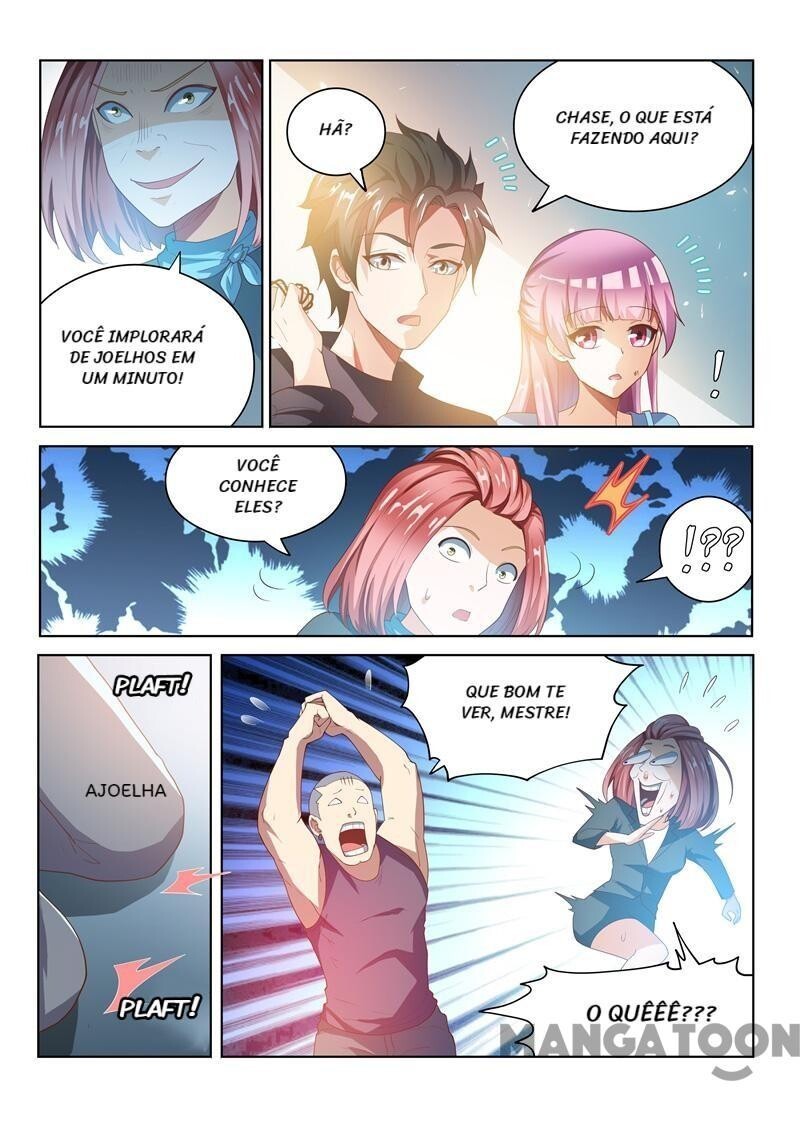 VOCÊ IMPLORARÁ
DE JOELHOS EM
UM MINUTO!
HÃ?
CHASE, O QUE ESTÁ
FAZENDO AQUI?
!
VOCÊ
CONHECE
ELES?
!??
PLAFT!
AJOELHA
PLAFT!
QUE BOM TE
VER, MESTRE!
O QUÊÊÊ???
MANGATOON